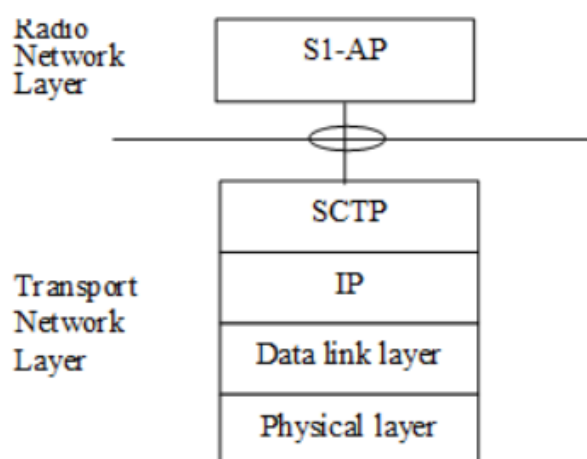 Radio
Network
Layer
S1-AP
SCTP
IP
Transport
Network
Layer
Data link layer
Physical layer